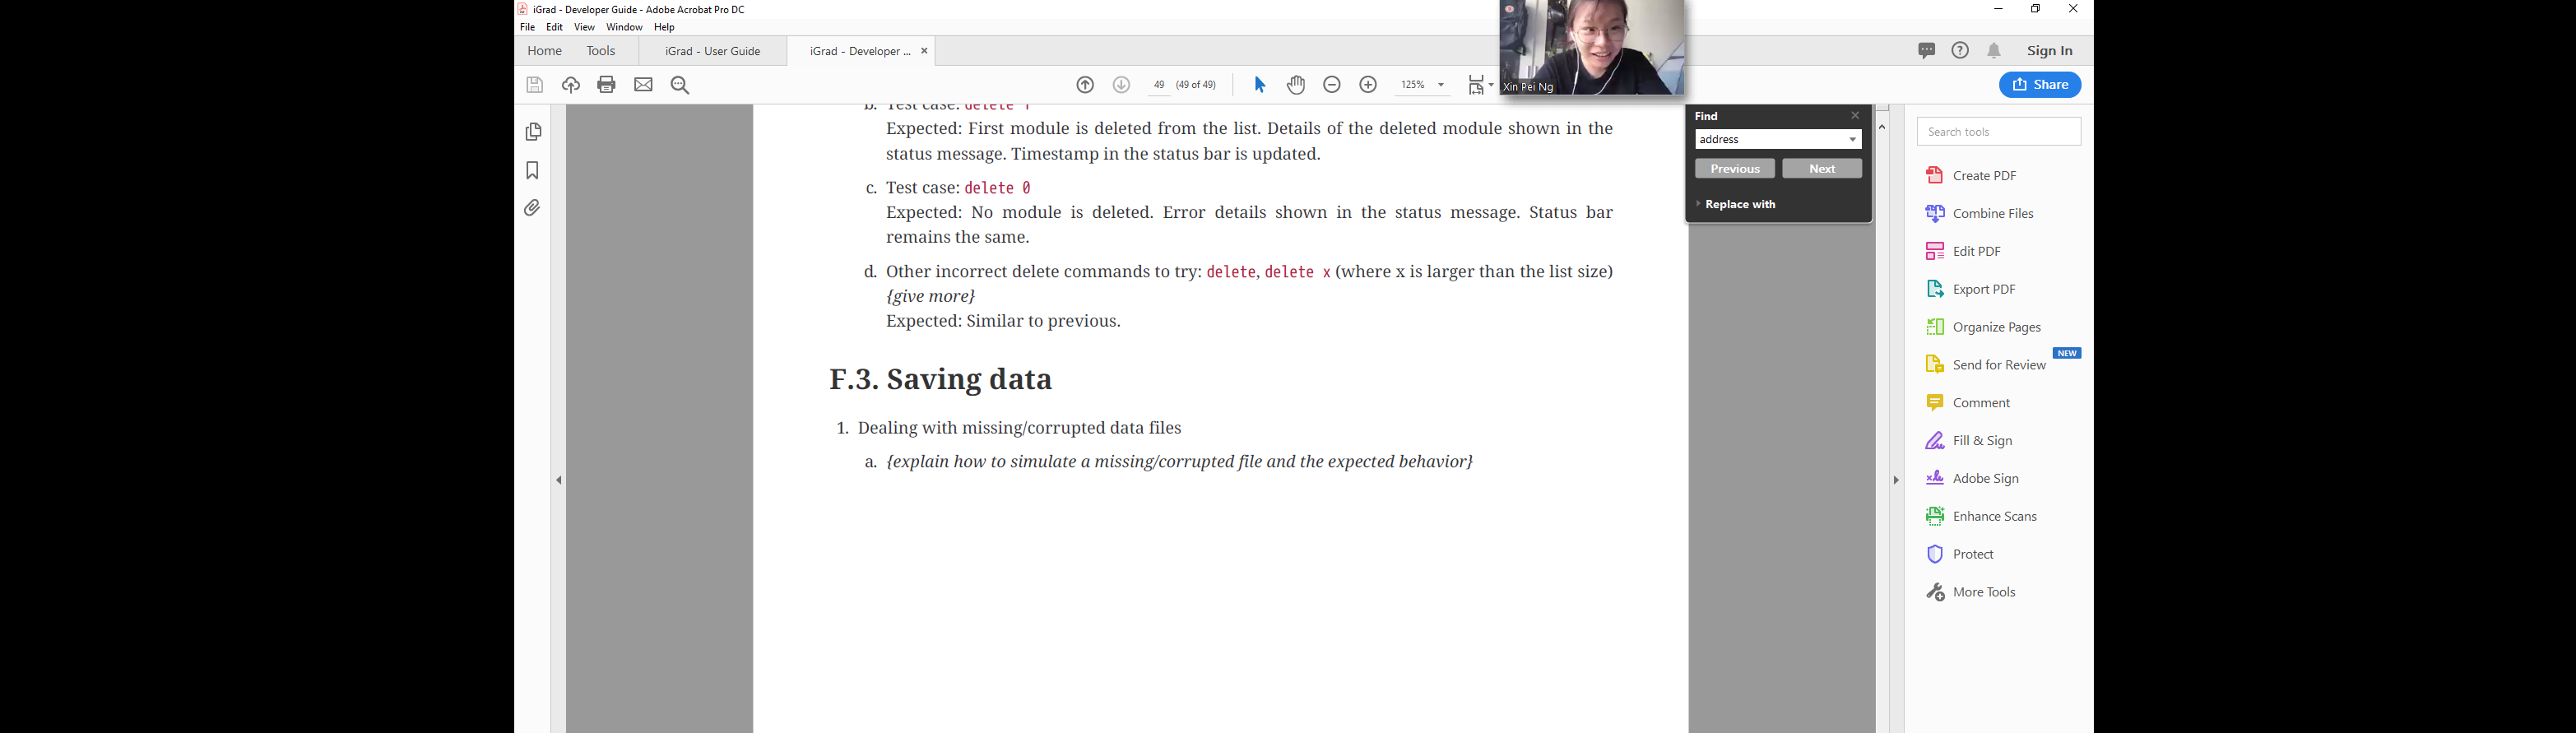 iGrad - Developer Guide - Adobe Acrobat Pro DC
File Edit View Window Help
Home Tools iGrad - User Guide iGrad - Developer ... × Sign In
49 (49 of 49) 125% Share
Xin Pei Ng
b. Test case: delete 1
Expected: First module is deleted from the list. Details of the deleted module shown in the
status message. Timestamp in the status bar is updated.
c. Test case: delete 0
Expected: No module is deleted. Error details shown in the status message. Status bar
remains the same.
d. Other incorrect delete commands to try: delete, delete x (where x is larger than the list size)
{give more}
Expected: Similar to previous.
F.3. Saving data
1. Dealing with missing/corrupted data files
a. {explain how to simulate a missing/corrupted file and the expected behavior}
Find
address
Previous Next
Replace with
Search tools
Create PDF
Combine Files
Edit PDF
Export PDF
Organize Pages
NEW
Send for Review
Comment
Fill & Sign
Adobe Sign
Enhance Scans
Protect
More Tools